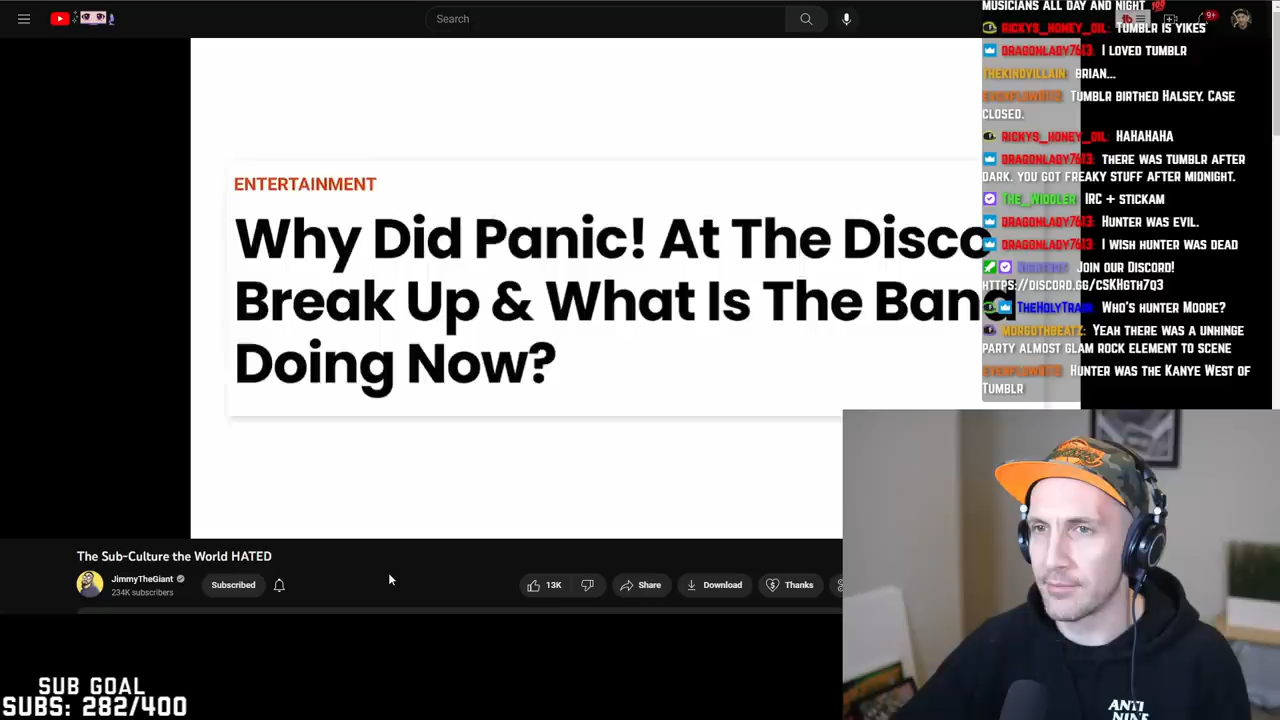 Search
9+
ENTERTAINMENT
Why Did Panic! At The Disco
Break Up & What Is The Band
Doing Now?
The Sub-Culture the World HATED
JimmyTheGiant
234K subscribers
Subscribed
13K
Share
Download
Thanks
SUB GOAL
SUBS: 282/400
MUSICIANS ALL DAY AND NIGHT 💯
RICKYS_HONEY_OIL: TUMBLR IS YIKES
DRAGONLADY7613: I LOVED TUMBLR
THEKINDVILLAIN: BRIAN...
TUMBLR BIRTHED HALSEY. CASE
CLOSED.
RICKYS_HONEY_OIL: HAHAHAHA
DRAGONLADY7613: THERE WAS TUMBLR AFTER
DARK. YOU GOT FREAKY STUFF AFTER MIDNIGHT.
THE_WIDDLER: IRC + STICKAM
DRAGONLADY7613: HUNTER WAS EVIL.
DRAGONLADY7613: I WISH HUNTER WAS DEAD
JOIN OUR DISCORD!
HTTPS://DISCORD.GG/CSKHGTH7Q3
WHO'S HUNTER MOORE?
MORGOTHBEATZ: YEAH THERE WAS A UNHINGE
PARTY ALMOST GLAM ROCK ELEMENT TO SCENE
HUNTER WAS THE KANYE WEST OF
TUMBLR
ANTI
NINE